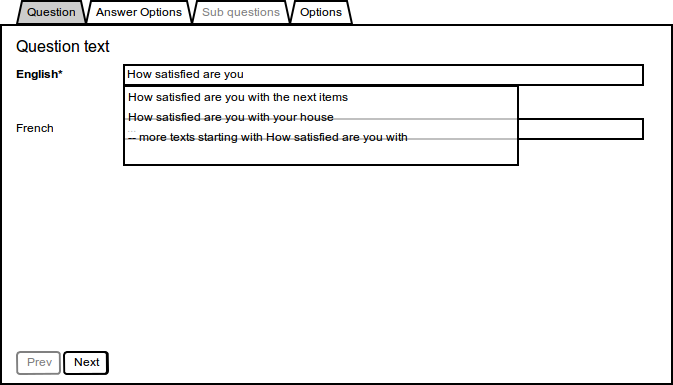 Question Answer Options Sub questions Options
Question text
English* How satisfied are you
How satisfied are you with the next items
How satisfied are you with your house
French ...
-- more texts starting with How satisfied are you with
Prev Next